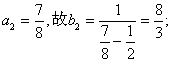 a₂ = 7/8, 故b₂ = 1/(7/8 − 1/2) = 8/3;